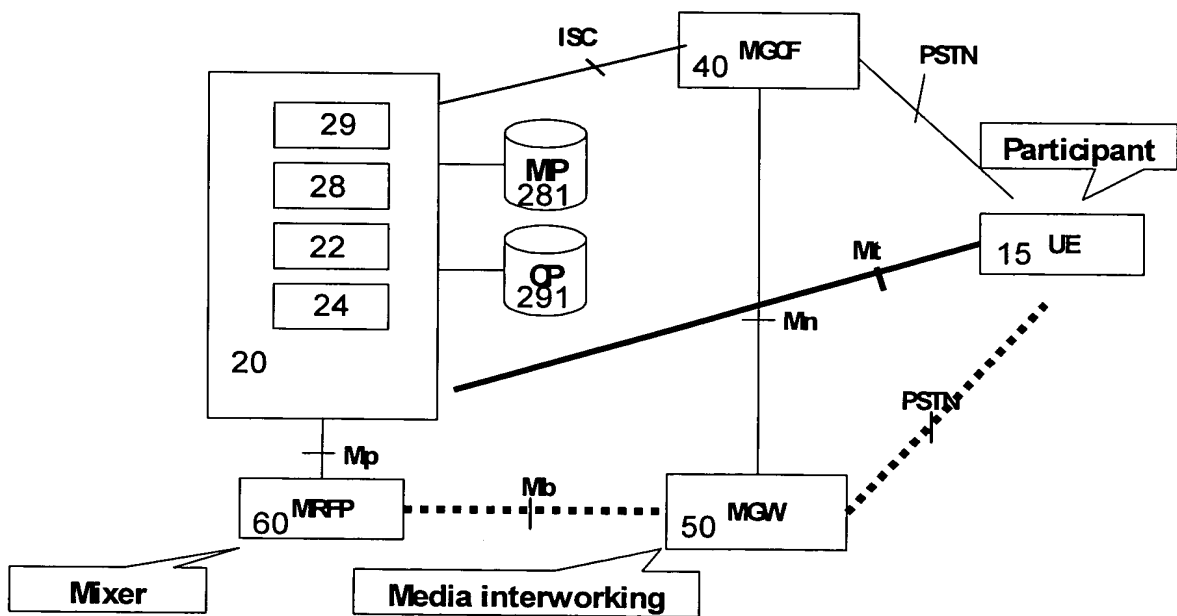 ISC
MGCF
40
PSTN
29
28
22
24
20
MP
281
CP
291
Participant
UE
15
Mt
Mn
PSTN
Mp
MRFP
60
Mb
MGW
50
Mixer
Media interworking